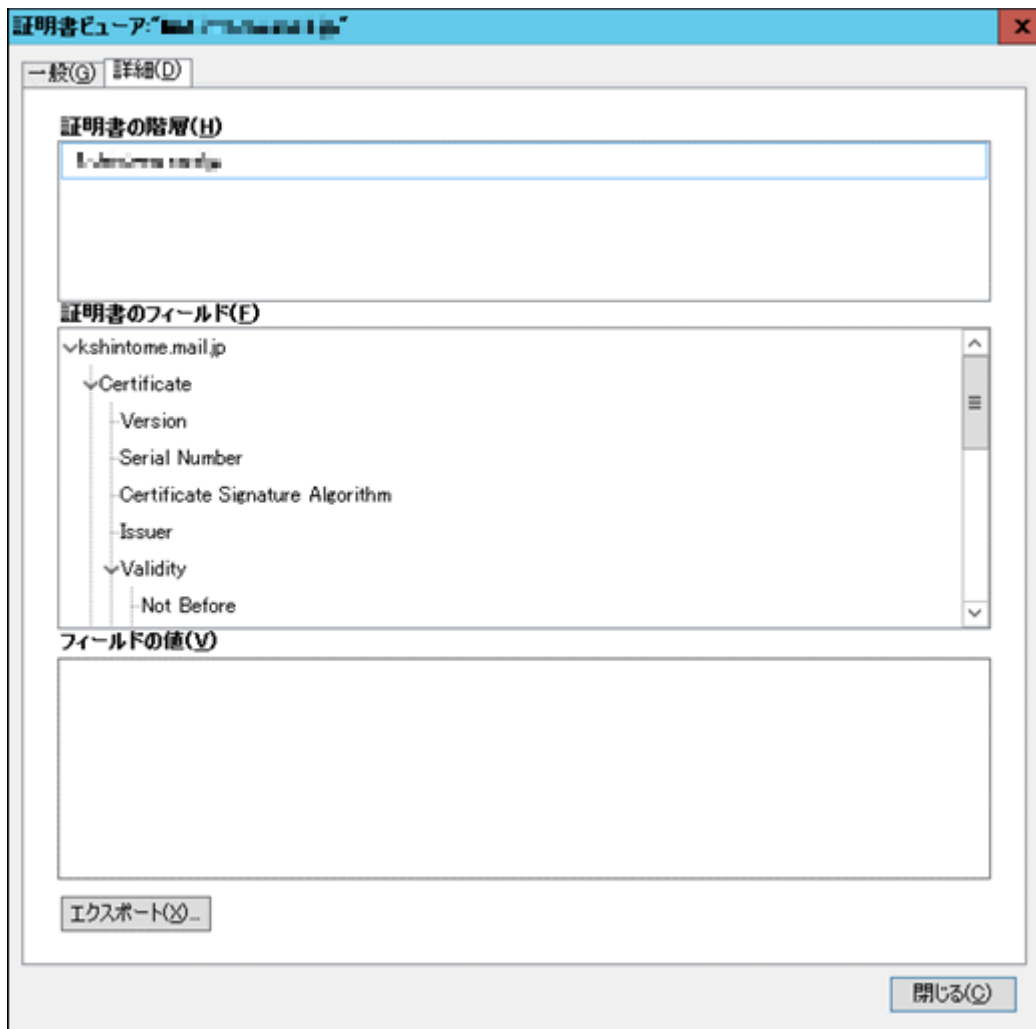 証明書ビューア:"
一般(G) 詳細(D)
証明書の階層(H)
証明書のフィールド(F)
kshintome.mail.jp
Certificate
Version
Serial Number
Certificate Signature Algorithm
Issuer
Validity
Not Before
フィールドの値(V)
エクスポート(X)...
閉じる(C)